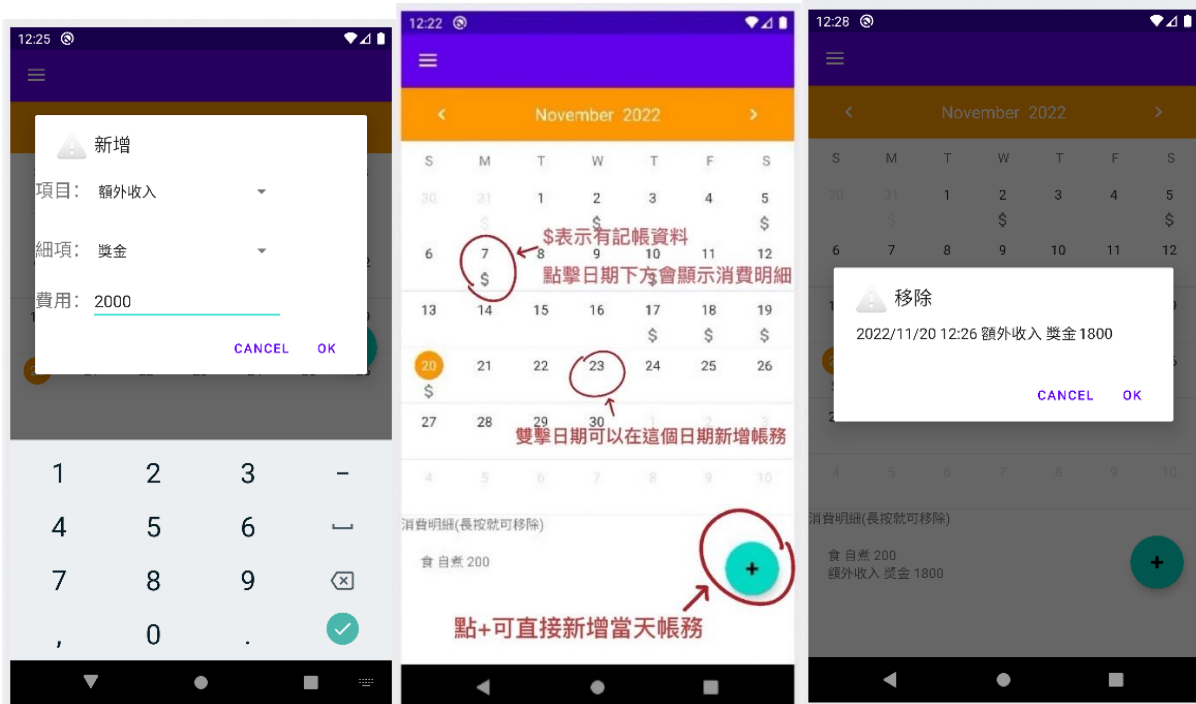 12:25
新增
項目：
額外收入
細項：
獎金
費用：
2000
CANCEL OK
1 2 3 -
4 5 6
7 8 9
, 0 .
12:22
November 2022
S M T W T F S
30 31 1 2 3 4 5
$ $ $
6 7 8 9 10 11 12
$ $
$表示有記帳資料
點擊日期下方會顯示消費明細
13 14 15 16 17 18 19
$ $ $
20 21 22 23 24 25 26
$
27 28 29 30 1 2 3
雙擊日期可以在這個日期新增帳務
4 5 6 7 8 9 10
消費明細(長按就可移除)
食 自煮 200
+
點+可直接新增當天帳務
12:28
November 2022
S M T W T F S
30 31 1 2 3 4 5
$ $ $
6 7 8 9 10 11 12
移除
2022/11/20 12:26 額外收入 獎金1800
CANCEL OK
4 5 6 7 8 9 10
消費明細(長按就可移除)
食 自煮 200
額外收入 獎金 1800
+